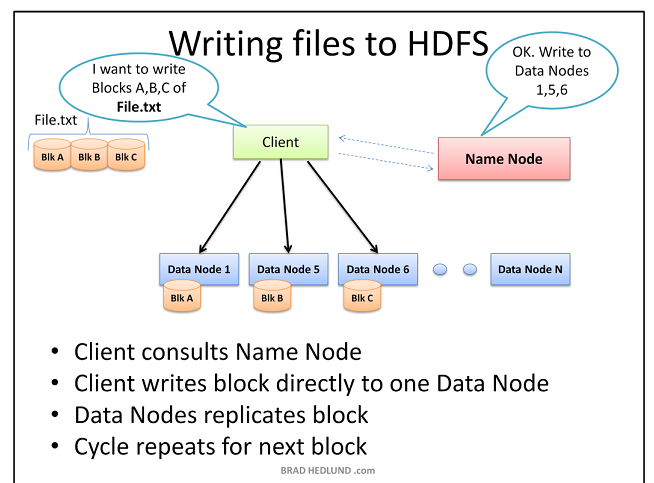 Writing files to HDFS
I want to write
Blocks A,B,C of
File.txt
OK. Write to
Data Nodes
1,5,6
File.txt
Blk A
Blk B
Blk C
Client
Name Node
Data Node 1
Data Node 5
Data Node 6
Data Node N
Blk A
Blk B
Blk C
• Client consults Name Node
• Client writes block directly to one Data Node
• Data Nodes replicates block
• Cycle repeats for next block
BRAD HEDLUND .com